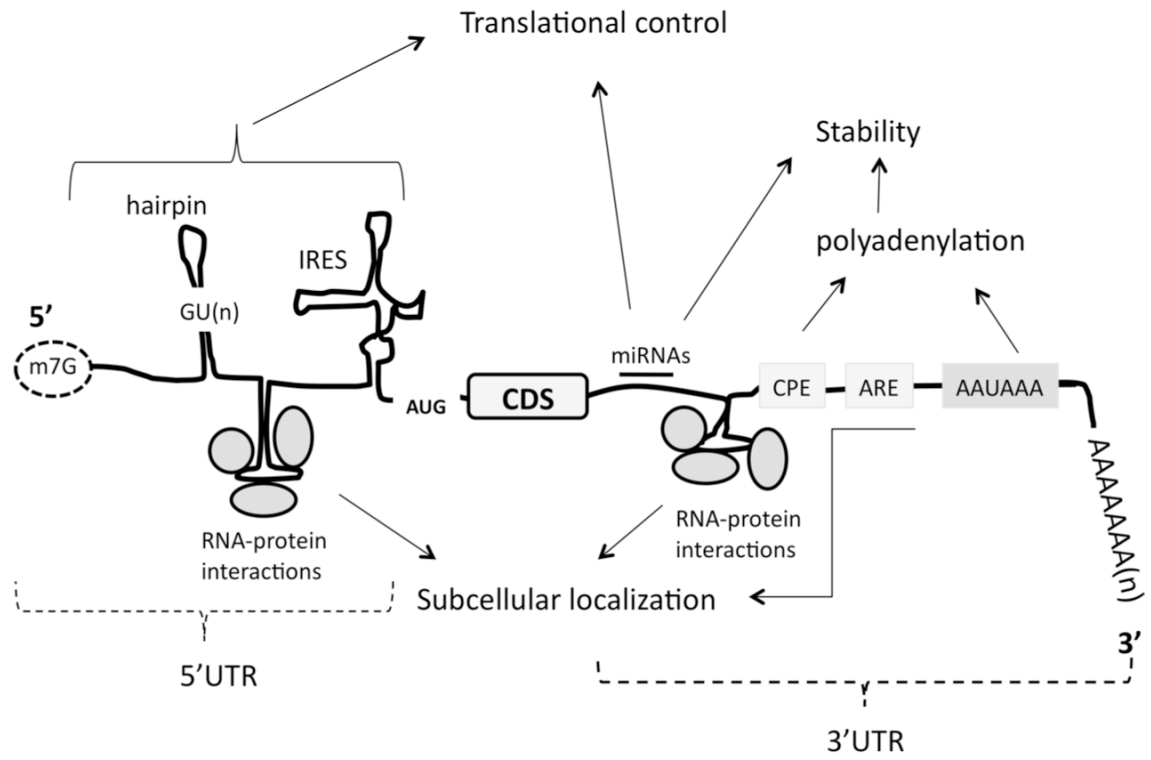 Translational control
Stability
polyadenylation
hairpin
IRES
GU(n)
5’
m7G
miRNAs
AUG
CDS
CPE
ARE
AAUAAA
AAAAAAA(n)
RNA-protein
interactions
RNA-protein
interactions
Subcellular localization
3’
5’UTR
3’UTR